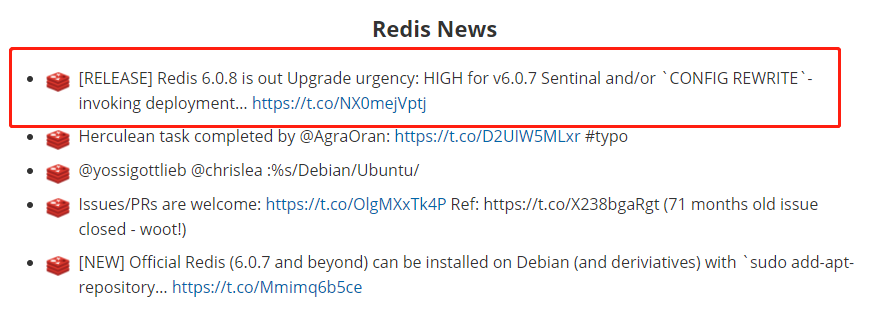 Redis News
[RELEASE] Redis 6.0.8 is out Upgrade urgency: HIGH for v6.0.7 Sentinal and/or `CONFIG REWRITE`-
invoking deployment... https://t.co/NX0mejVptj
Herculean task completed by @AgraOran: https://t.co/D2UIW5MLxr #typo
@yossigottlieb @chrislea :%s/Debian/Ubuntu/
Issues/PRs are welcome: https://t.co/OlgMXxTk4P Ref: https://t.co/X238bgaRgt (71 months old issue
closed - woot!)
[NEW] Official Redis (6.0.7 and beyond) can be installed on Debian (and deriviatives) with `sudo add-apt-
repository... https://t.co/Mmimq6b5ce